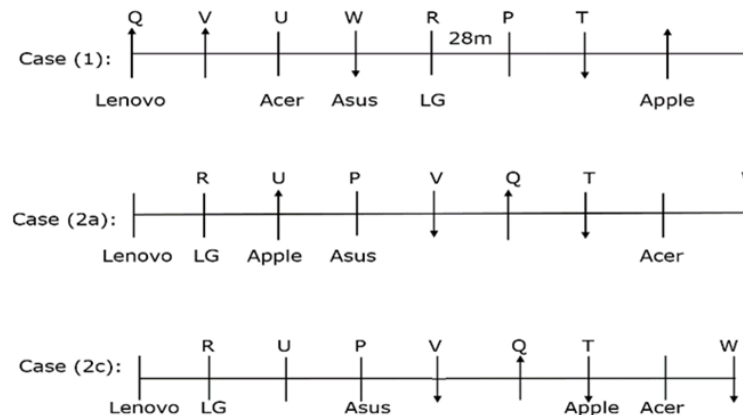 Q V U W R P T
28m
Case (1):
Lenovo Acer Asus LG Apple
R U P V Q T
Case (2a):
Lenovo LG Apple Asus Acer
R U P V Q T W
Case (2c):
Lenovo LG Asus Apple Acer